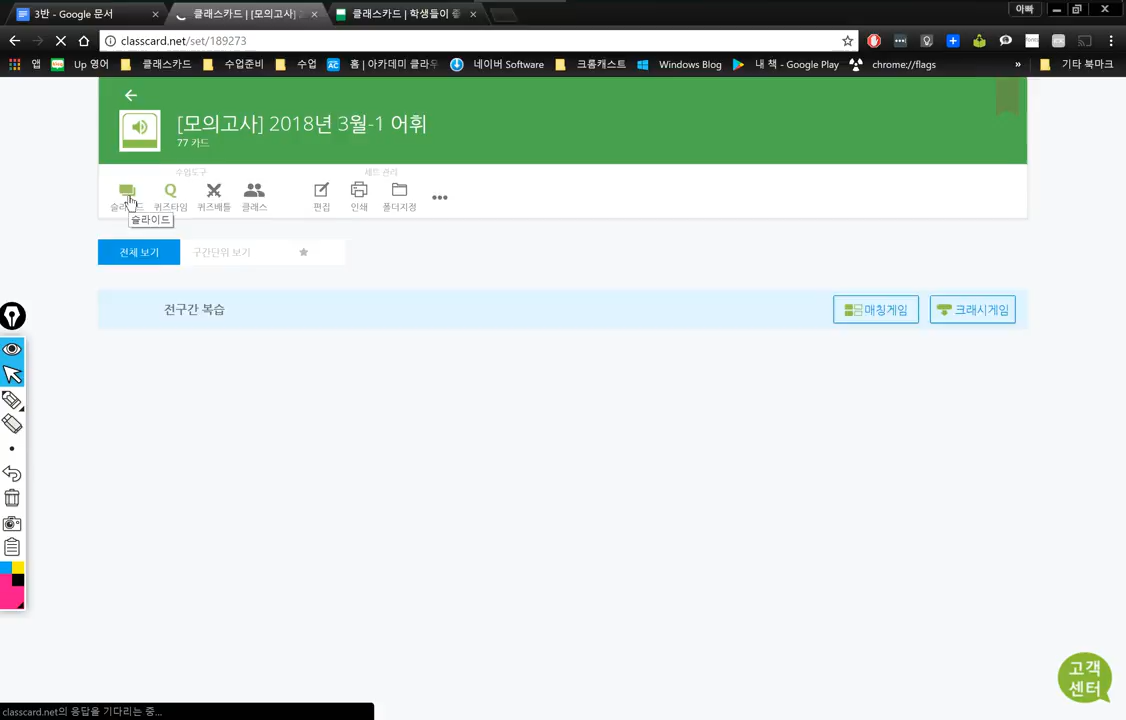 3반 - Google 문서
클래스카드 | [모의고사] 2
클래스카드 | 학생들이 좋
아빠
classcard.net/set/189273
앱
Up 영어
클래스카드
수업준비
수업
홈 | 아카데미 클라우
네이버 Software
크롬캐스트
Windows Blog
내 책 - Google Play
chrome://flags
»
기타 북마크
[모의고사] 2018년 3월-1 어휘
77 카드
수업도구
세트 관리
슬라이드
퀴즈타임
퀴즈배틀
클래스
편집
인쇄
폴더지정
슬라이드
전체 보기
구간단위 보기
전구간 복습
매칭게임
크래시게임
고객
센터
classcard.net의 응답을 기다리는 중...